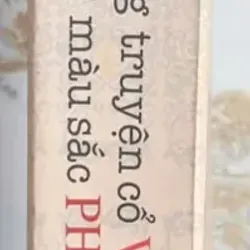 g truyện cổ V
màu sắc PH